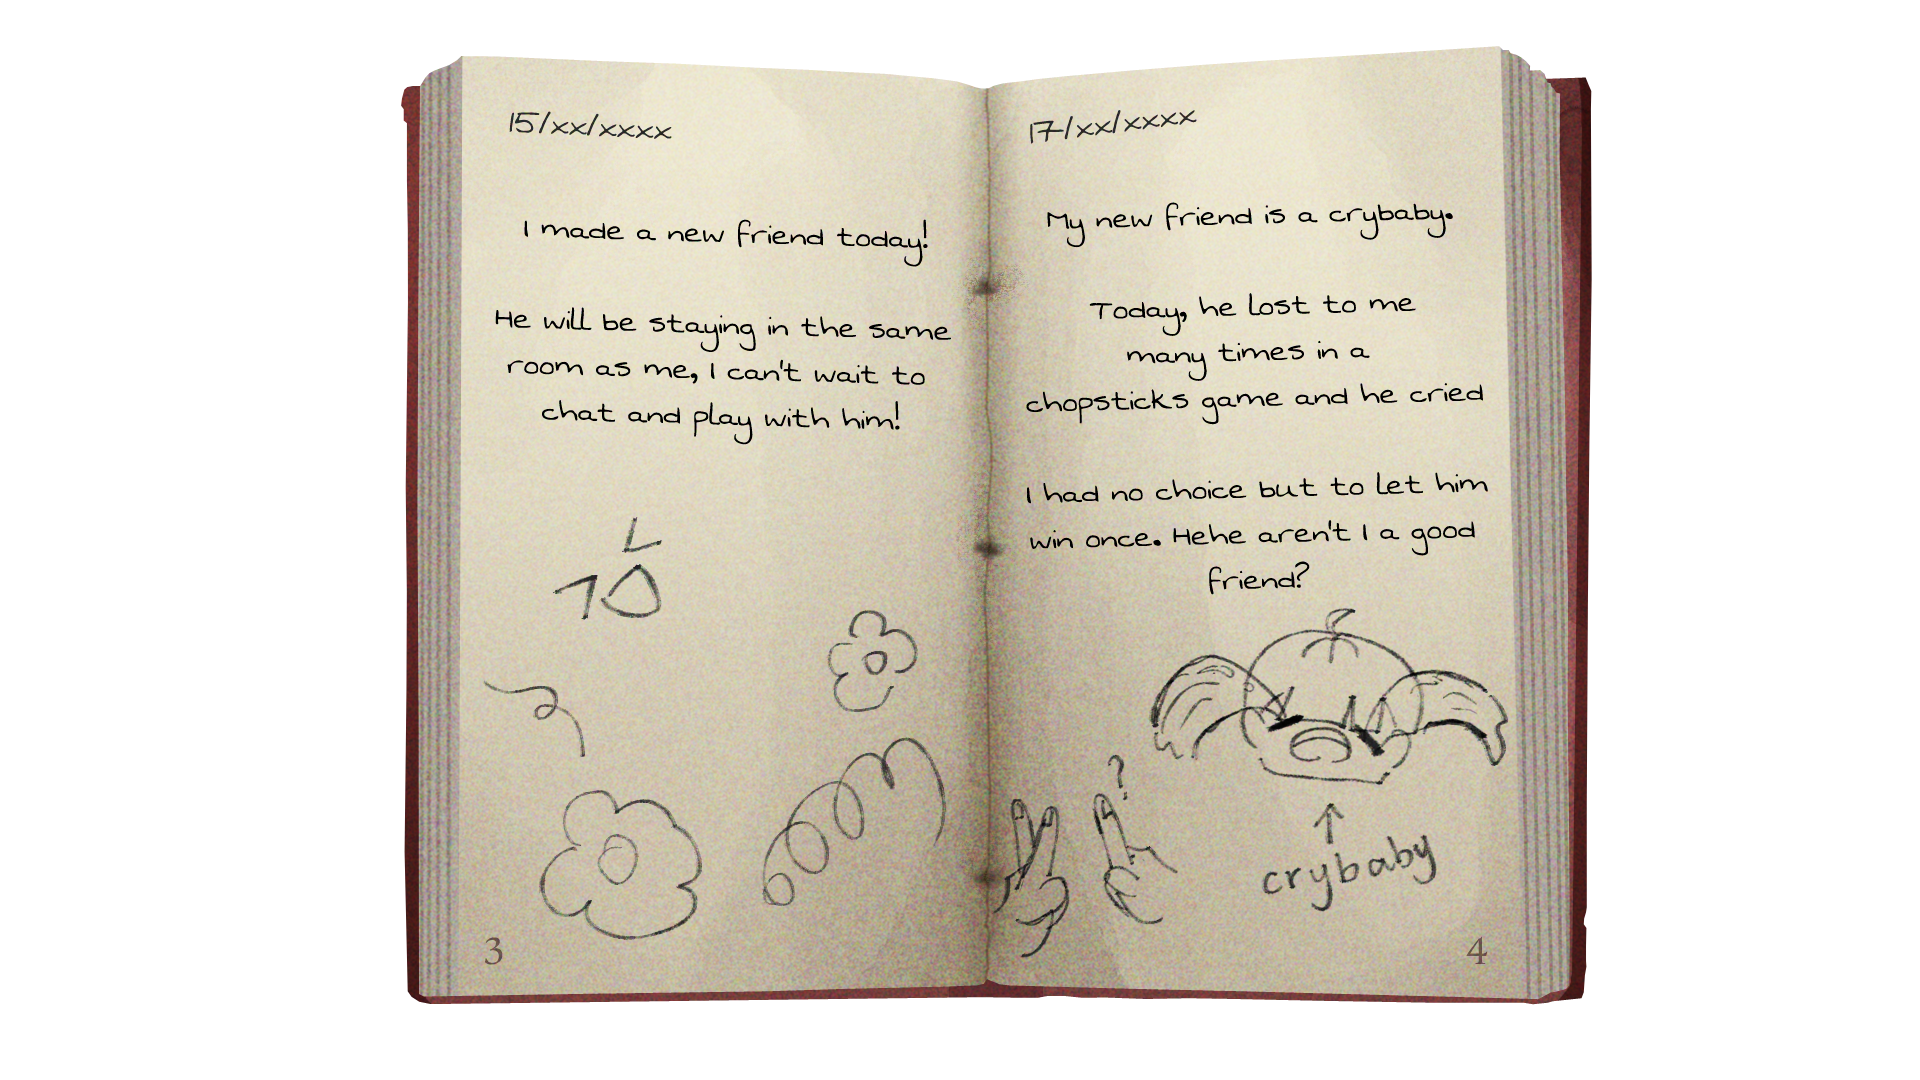 15/xx/xxxx
I made a new friend today!
He will be staying in the same
room as me, I can't wait to
chat and play with him!
3
17/xx/xxxx
My new friend is a crybaby.
Today, he lost to me
many times in a
chopsticks game and he cried
I had no choice but to let him
win once. Hehe aren't I a good
friend?
?
crybaby
4